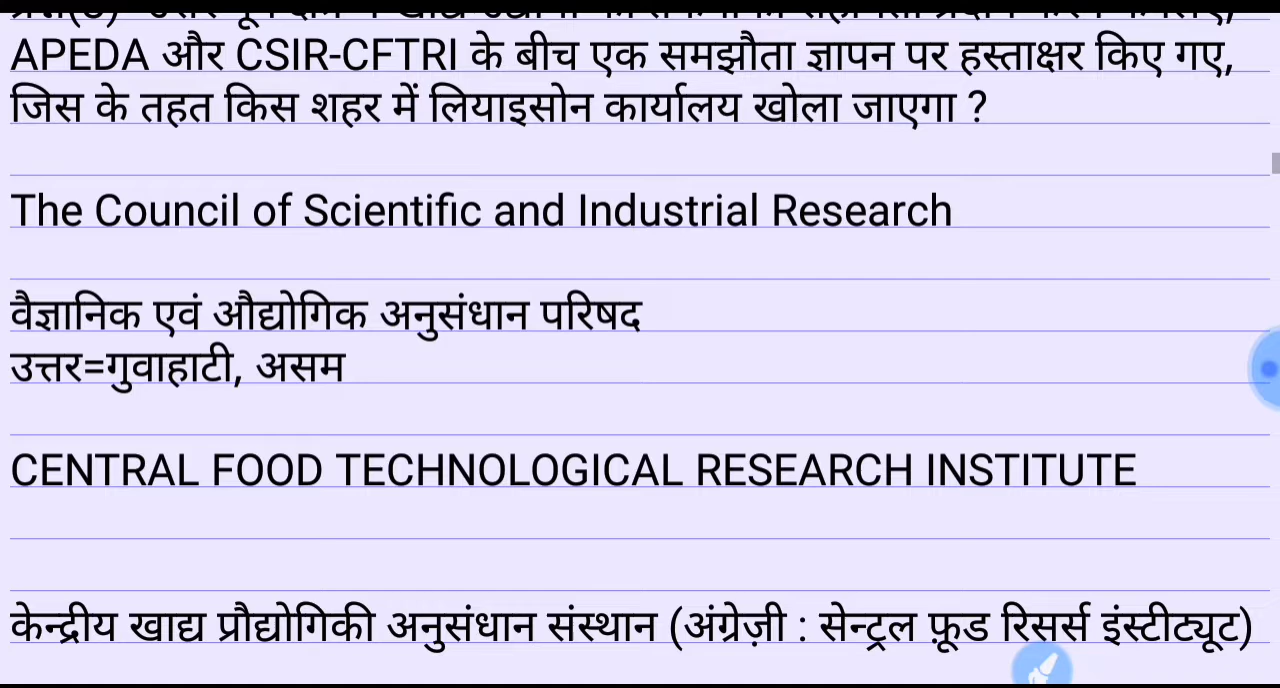 APEDA और CSIR-CFTRI के बीच एक समझौता ज्ञापन पर हस्ताक्षर किए गए,
जिस के तहत किस शहर में लियाइसोन कार्यालय खोला जाएगा ?
The Council of Scientific and Industrial Research
वैज्ञानिक एवं औद्योगिक अनुसंधान परिषद
उत्तर=गुवाहाटी, असम
CENTRAL FOOD TECHNOLOGICAL RESEARCH INSTITUTE
केन्द्रीय खाद्य प्रौद्योगिकी अनुसंधान संस्थान (अंग्रेज़ी : सेन्ट्रल फ़ूड रिसर्स इंस्टीट्यूट)